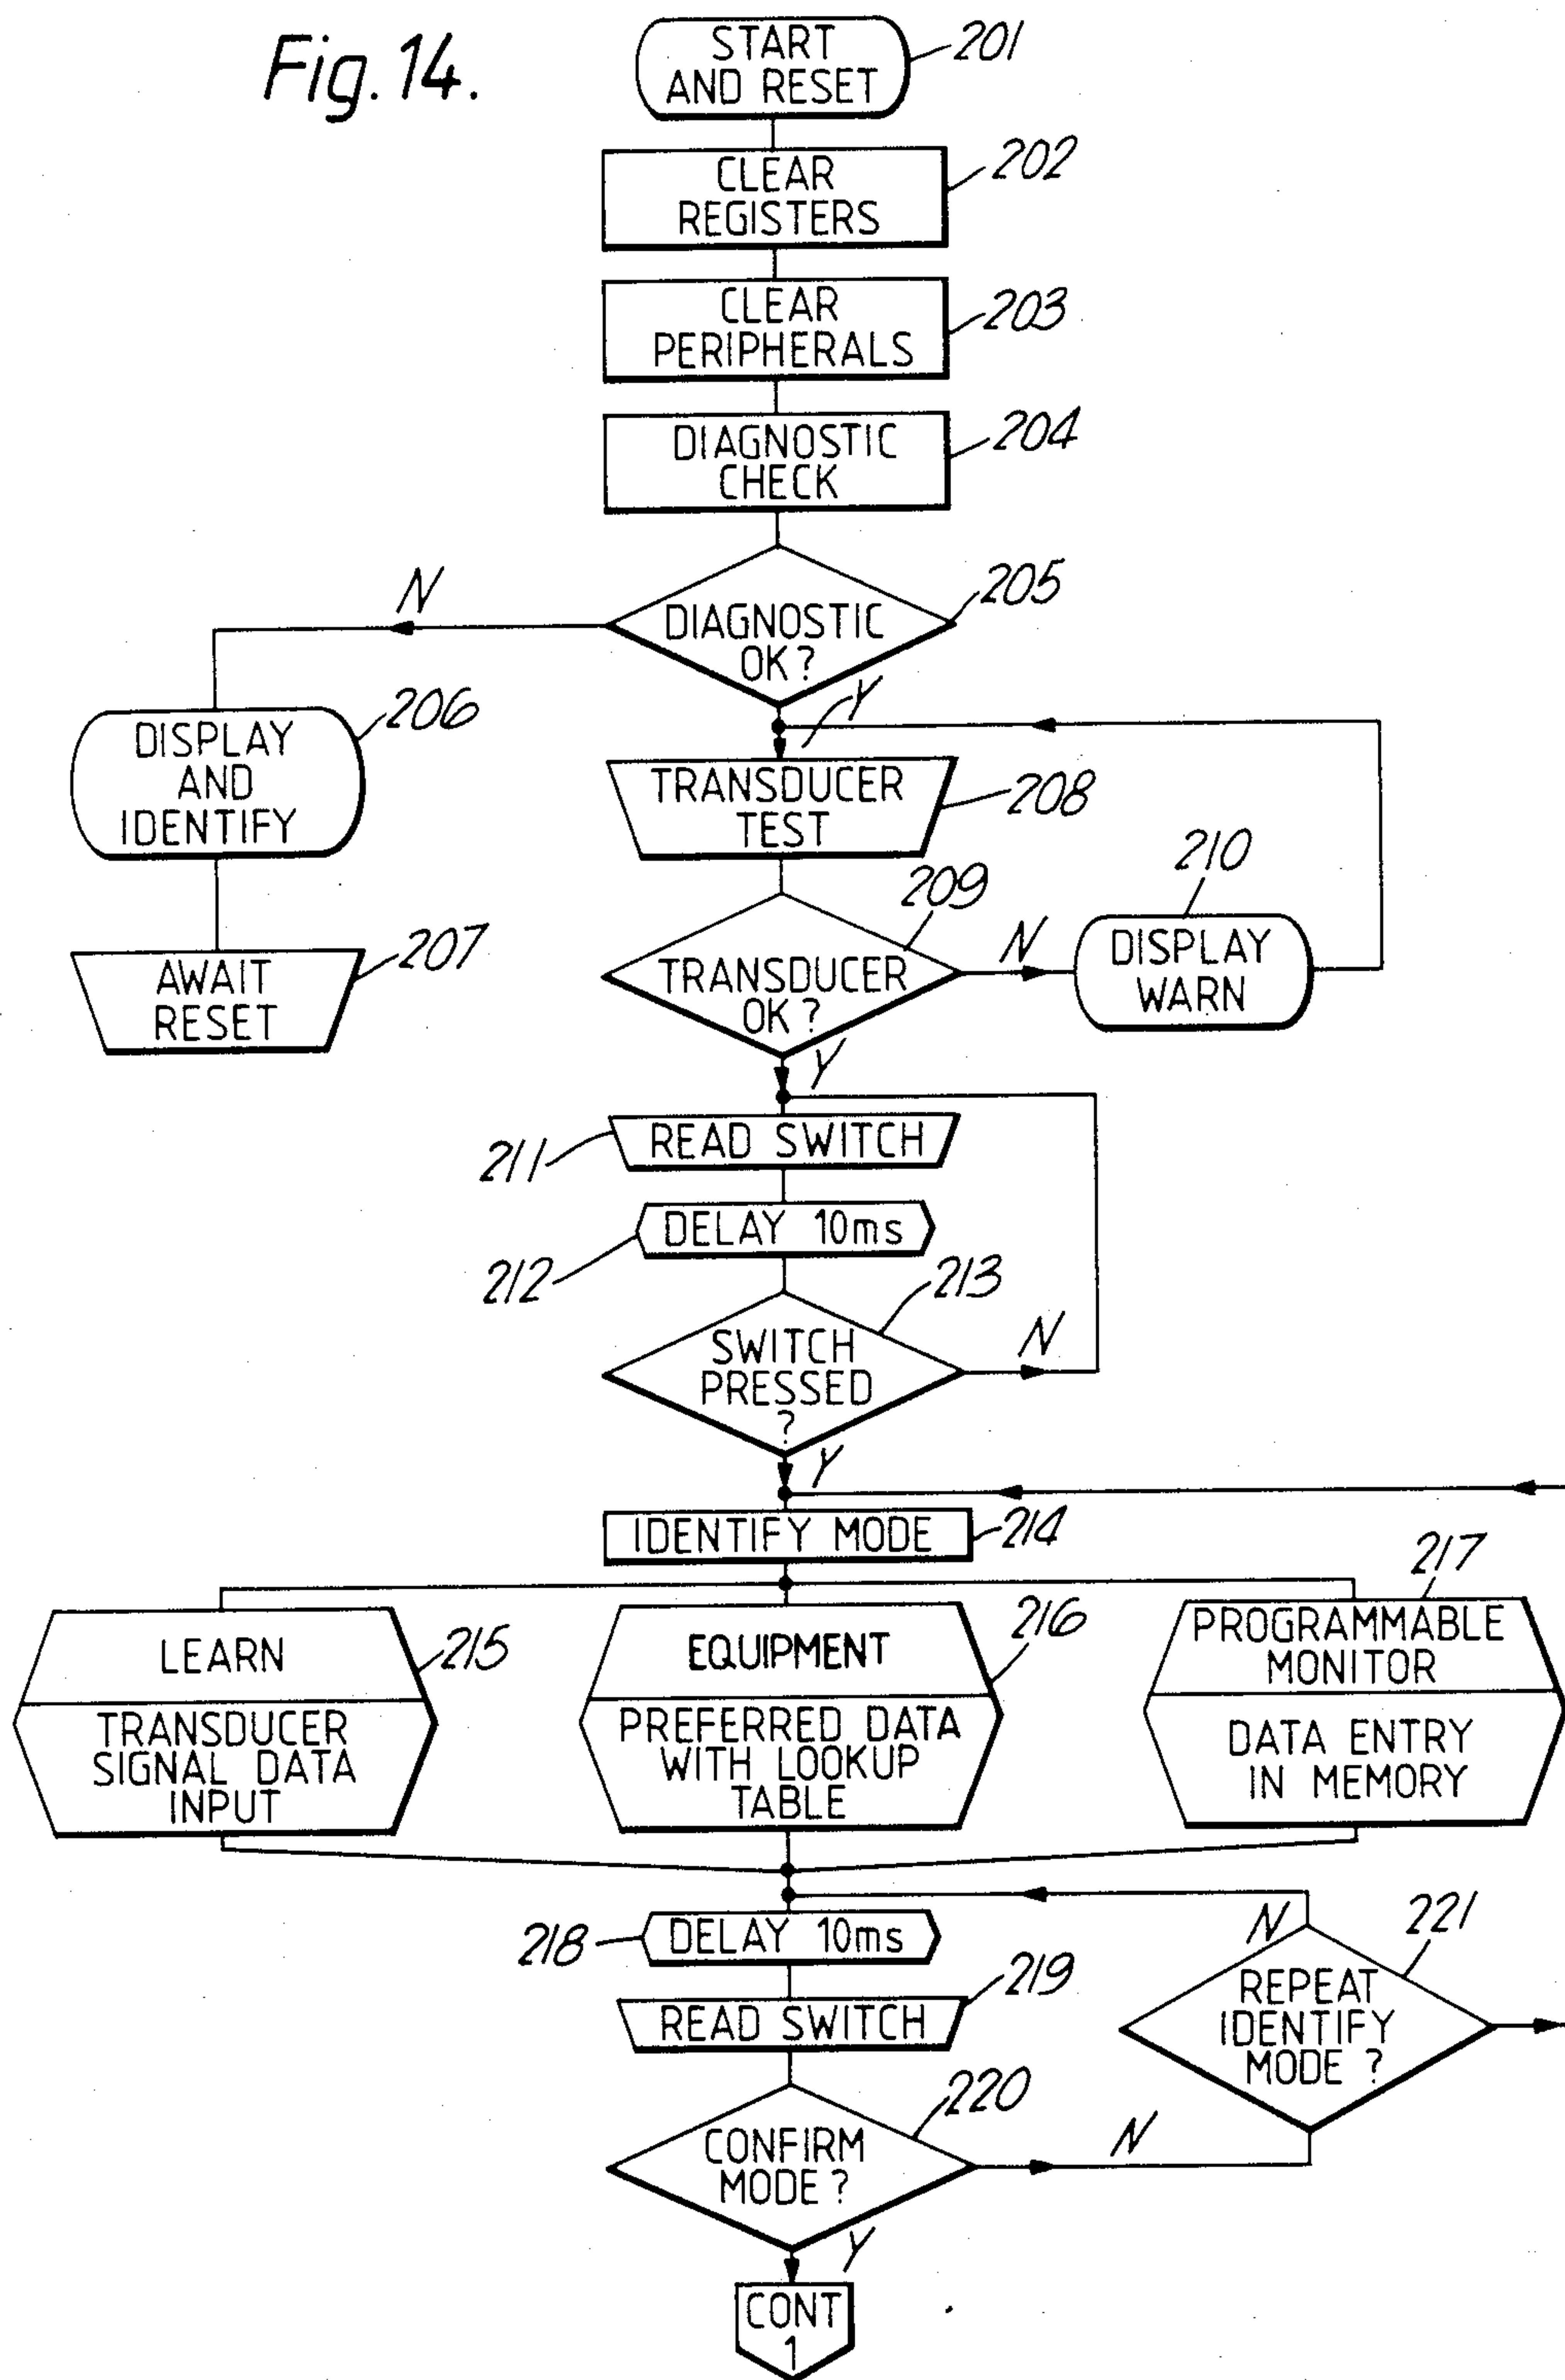 Fig. 14.
START
AND RESET
201
CLEAR
REGISTERS
202
CLEAR
PERIPHERALS
203
DIAGNOSTIC
CHECK
204
DIAGNOSTIC
OK?
205
N
Y
DISPLAY
AND
IDENTIFY
206
AWAIT
RESET
207
TRANSDUCER
TEST
208
TRANSDUCER
OK?
209
N
DISPLAY
WARN
210
Y
READ SWITCH
211
DELAY 10ms
212
SWITCH
PRESSED
?
213
N
Y
IDENTIFY MODE
214
LEARN
TRANSDUCER
SIGNAL DATA
INPUT
215
EQUIPMENT
PREFERRED DATA
WITH LOOKUP
TABLE
216
PROGRAMMABLE
MONITOR
DATA ENTRY
IN MEMORY
217
DELAY 10ms
218
READ SWITCH
219
CONFIRM
MODE?
220
N
REPEAT
IDENTIFY
MODE ?
221
N
Y
CONT
1